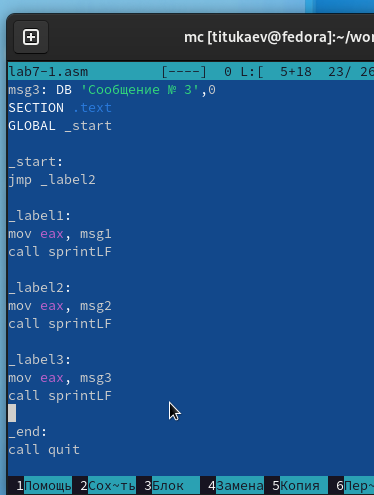 mc [titukaev@fedora]:~/wor
lab7-1.asm [----] 0 L:[ 5+18 23/ 26
msg3: DB 'Сообщение № 3',0
SECTION .text
GLOBAL _start
_start:
jmp _label2
_label1:
mov eax, msg1
call sprintLF
_label2:
mov eax, msg2
call sprintLF
_label3:
mov eax, msg3
call sprintLF
_end:
call quit
1Помощь 2Сох~ть 3Блок 4Замена 5Копия 6Пер~